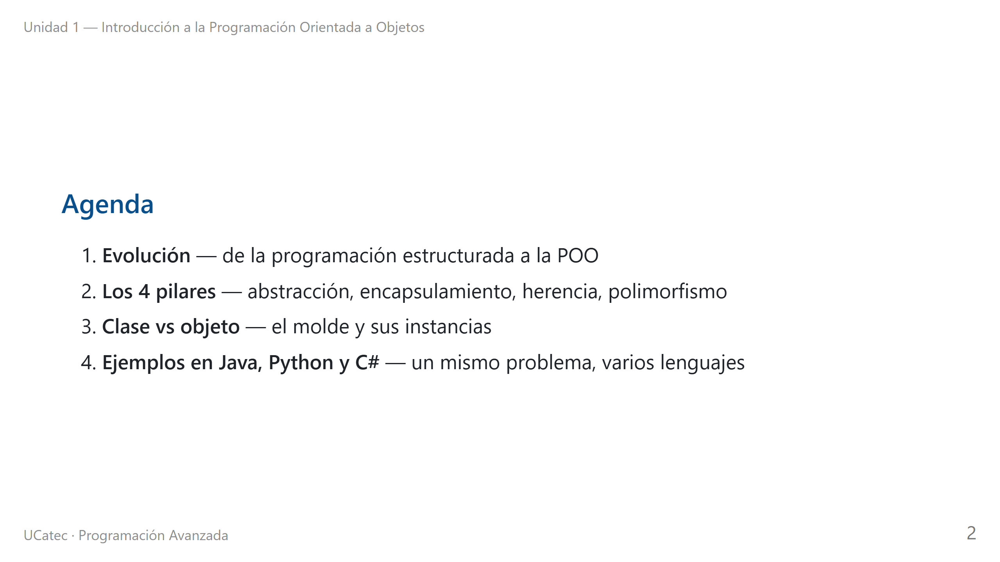 Unidad 1 — Introducción a la Programación Orientada a Objetos
Agenda
1. Evolución — de la programación estructurada a la POO
2. Los 4 pilares — abstracción, encapsulamiento, herencia, polimorfismo
3. Clase vs objeto — el molde y sus instancias
4. Ejemplos en Java, Python y C# — un mismo problema, varios lenguajes
UCatec · Programación Avanzada
2